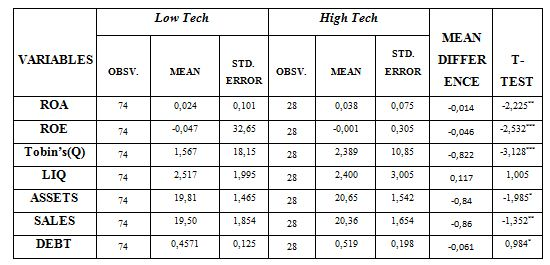 VARIABLES Low Tech High Tech MEAN DIFFER ENCE T-TEST
OBSV. MEAN STD. ERROR OBSV. MEAN STD. ERROR
ROA 74 0,024 0,101 28 0,038 0,075 -0,014 -2,225**
ROE 74 -0,047 32,65 28 -0,001 0,305 -0,046 -2,532***
Tobin's(Q) 74 1,567 18,15 28 2,389 10,85 -0,822 -3,128***
LIQ 74 2,517 1,995 28 2,400 3,005 0,117 1,005
ASSETS 74 19,81 1,465 28 20,65 1,542 -0,84 -1,985*
SALES 74 19,50 1,854 28 20,36 1,654 -0,86 -1,352**
DEBT 74 0,4571 0,125 28 0,519 0,198 -0,061 0,984*